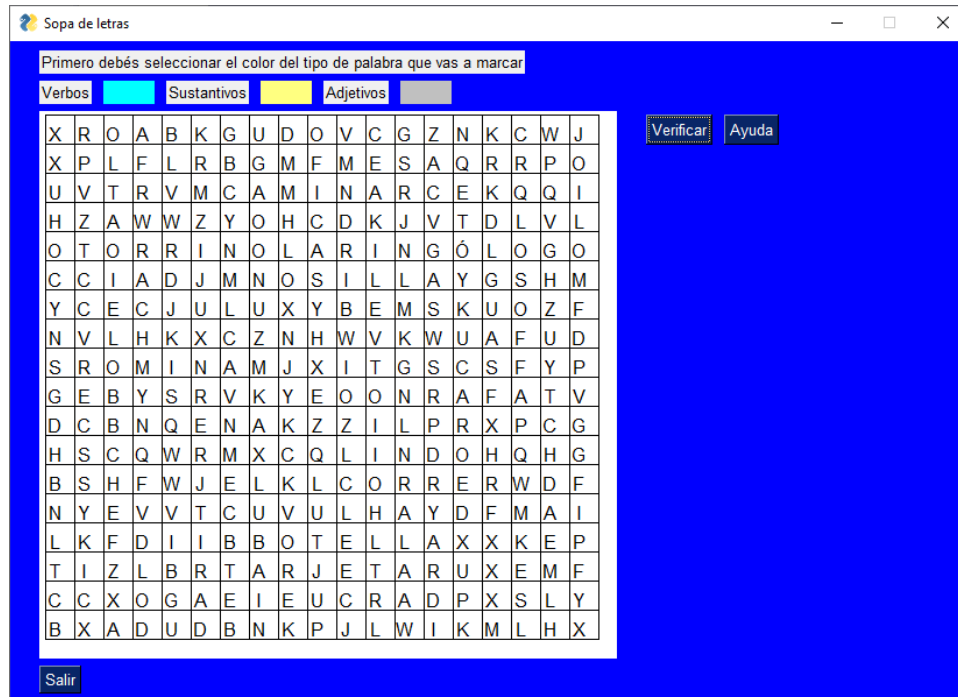 Sopa de letras
Primero debés seleccionar el color del tipo de palabra que vas a marcar
Verbos Sustantivos Adjetivos
X R O A B K G U D O V C G Z N K C W J
X P L F L R B G M F M E S A Q R R P O
U V T R V M C A M I N A R C E K Q Q I
H Z A W W Z Y O H C D K J V T D L V L
O T O R R I N O L A R I N G Ó L O G O
C C I A D J M N O S I L L A Y G S H M
Y C E C J U L U X Y B E M S K U O Z F
N V L H K X C Z N H W V K W U A F U D
S R O M I N A M J X I T G S C S F Y P
G E B Y S R V K Y E O O N R A F A T V
D C B N Q E N A K Z Z I L P R X P C G
H S C Q W R M X C Q L I N D O H Q H G
B S H F W J E L K L C O R R E R W D F
N Y E V V T C U V U L H A Y D F M A I
L K F D I I B B O T E L L A X X K E P
T I Z L B R T A R J E T A R U X E M F
C C X O G A E I E U C R A D P X S L Y
B X A D U D B N K P J L W I K M L H X
Verificar Ayuda
Salir